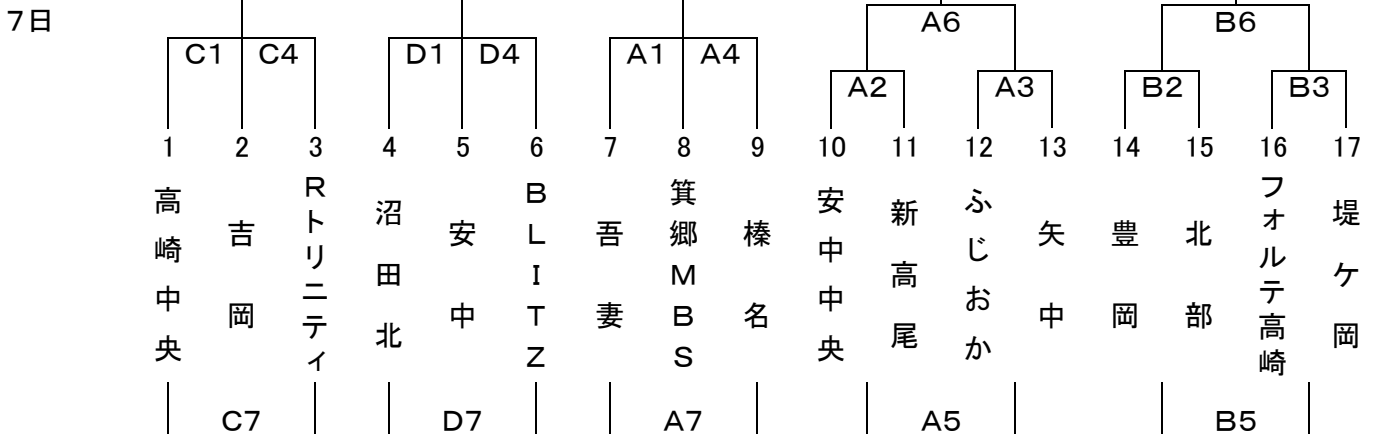 7日
A6 B6
C1 C4 D1 D4 A1 A4
A2 A3 B2 B3
1 2 3 4 5 6 7 8 9 10 11 12 13 14 15 16 17
高崎中央
吉岡
Rトリニティ
沼田北
安中
BLITZ
吾妻
箕郷MBS
榛名
安中中央
新高尾
ふじおか
矢中
豊岡
北部
フォルテ高崎
堤ケ岡
C7 D7 A7 A5 B5